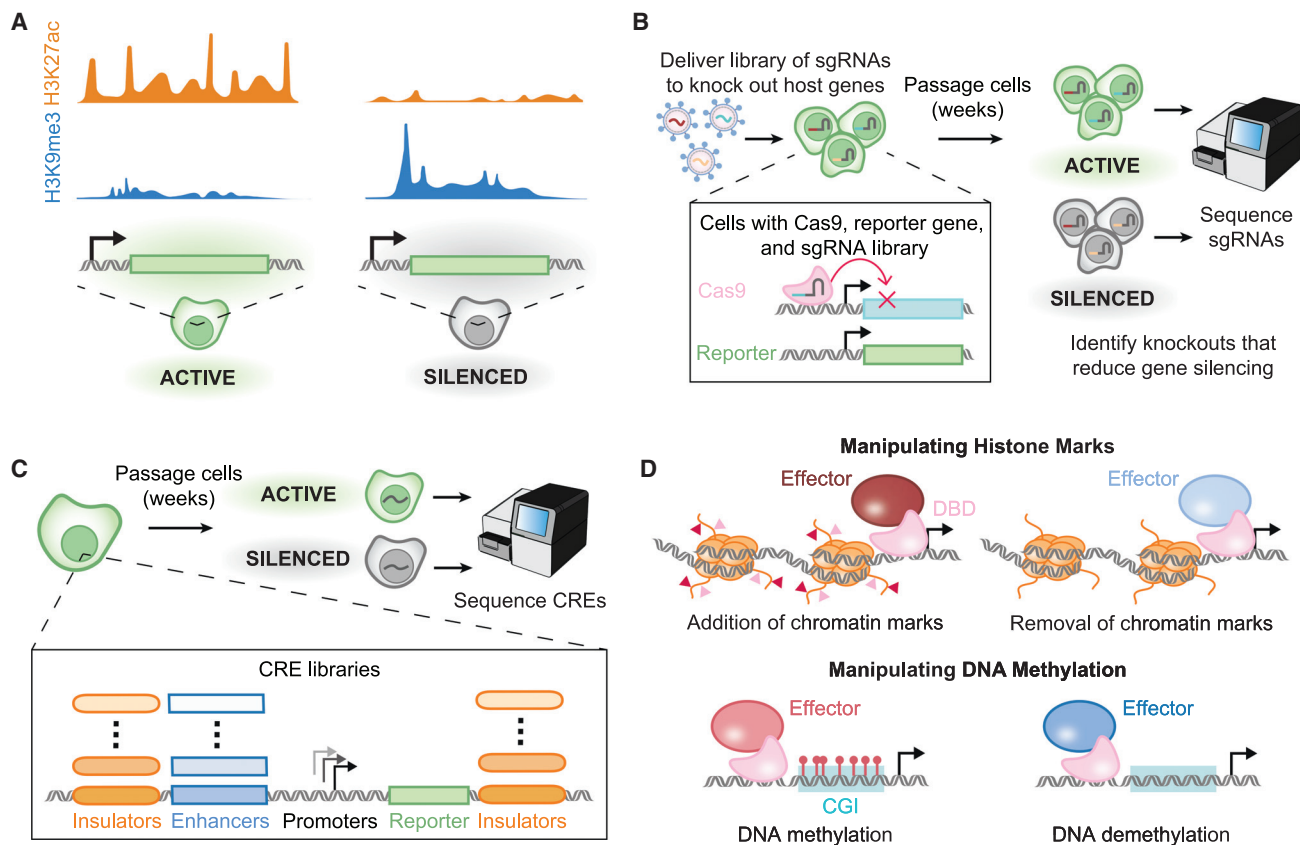 A
H3K27ac
H3K9me3
ACTIVE
SILENCED
B
Deliver library of sgRNAs
to knock out host genes
Passage cells
(weeks)
ACTIVE
SILENCED
Sequence
sgRNAs
Cells with Cas9, reporter gene,
and sgRNA library
Cas9
Reporter
Identify knockouts that
reduce gene silencing
C
Passage cells
(weeks)
ACTIVE
SILENCED
Sequence CREs
CRE libraries
Insulators
Enhancers
Promoters
Reporter
Insulators
D
Manipulating Histone Marks
Effector
DBD
Effector
Addition of chromatin marks
Removal of chromatin marks
Manipulating DNA Methylation
Effector
Effector
CGI
DNA methylation
DNA demethylation